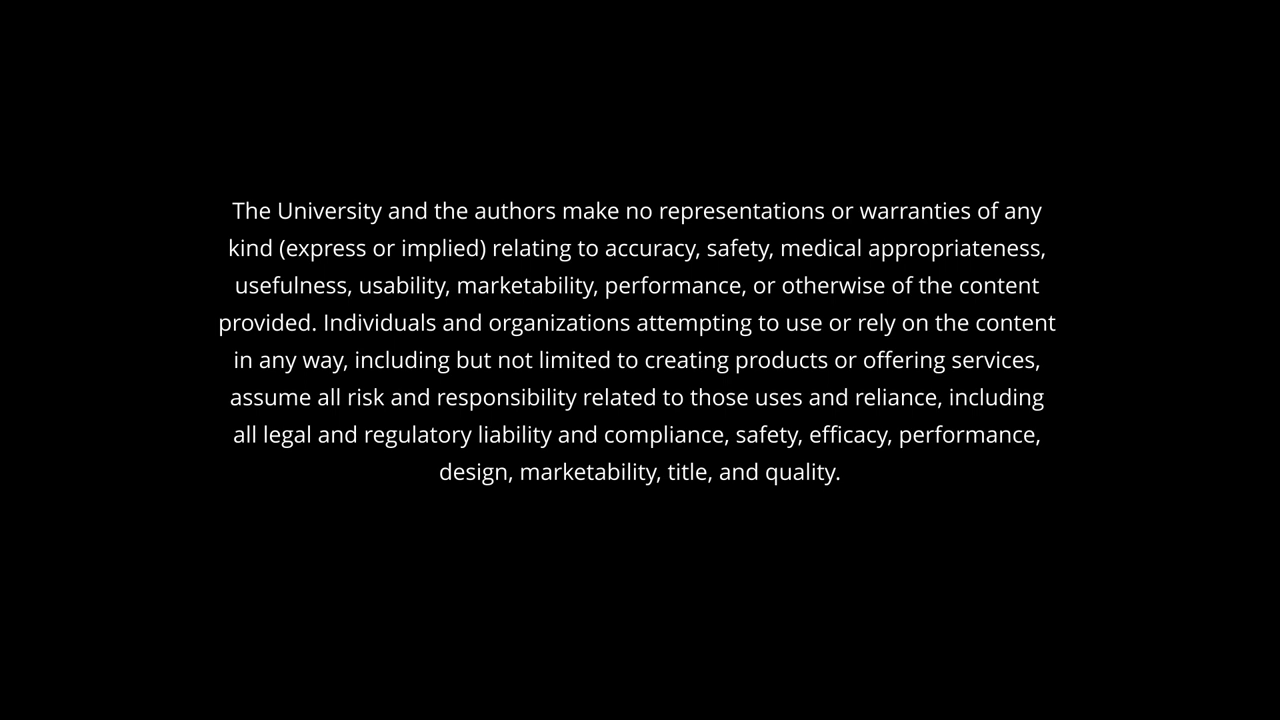 The University and the authors make no representations or warranties of any
kind (express or implied) relating to accuracy, safety, medical appropriateness,
usefulness, usability, marketability, performance, or otherwise of the content
provided. Individuals and organizations attempting to use or rely on the content
in any way, including but not limited to creating products or offering services,
assume all risk and responsibility related to those uses and reliance, including
all legal and regulatory liability and compliance, safety, efficacy, performance,
design, marketability, title, and quality.